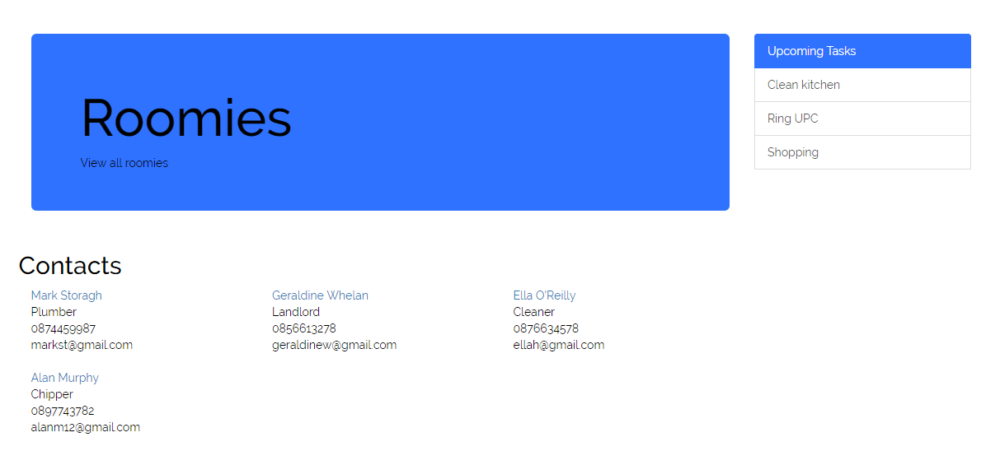 Roomies
View all roomies
Upcoming Tasks
Clean kitchen
Ring UPC
Shopping
Contacts
Mark Storagh
Plumber
0874459987
markst@gmail.com
Geraldine Whelan
Landlord
0856613278
geraldinew@gmail.com
Ella O'Reilly
Cleaner
0876634578
ellah@gmail.com
Alan Murphy
Chipper
0897743782
alanm12@gmail.com